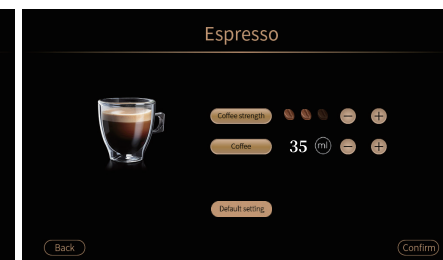 Espresso
Coffee strength − +
Coffee 35 ml − +
Default setting
Back Confirm